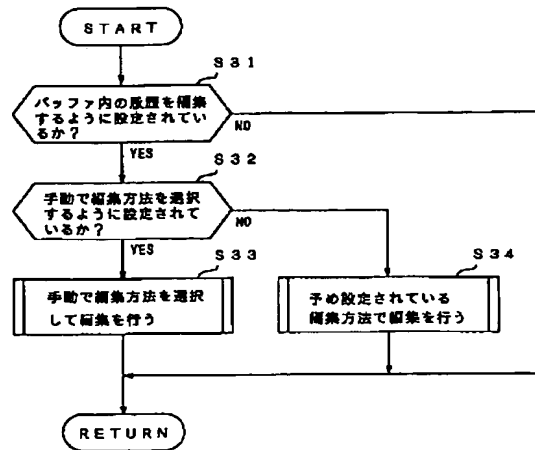 START
S31
バッファ内の履歴を編集
するように設定されてい
るか？
NO
YES
S32
手動で編集方法を選択
するように設定されて
いるか？
NO
YES
S33
手動で編集方法を選択
して編集を行う
S34
予め設定されている
編集方法で編集を行う
RETURN